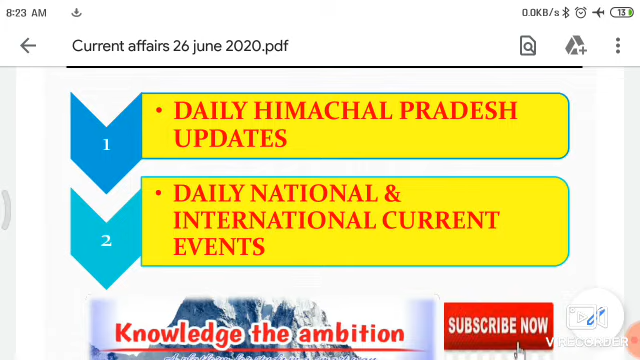 8:23 AM
0.0KB/s
13
Current affairs 26 june 2020.pdf
1
• DAILY HIMACHAL PRADESH
UPDATES
2
• DAILY NATIONAL &
INTERNATIONAL CURRENT
EVENTS
Knowledge the ambition
SUBSCRIBE NOW
VIRECORDER